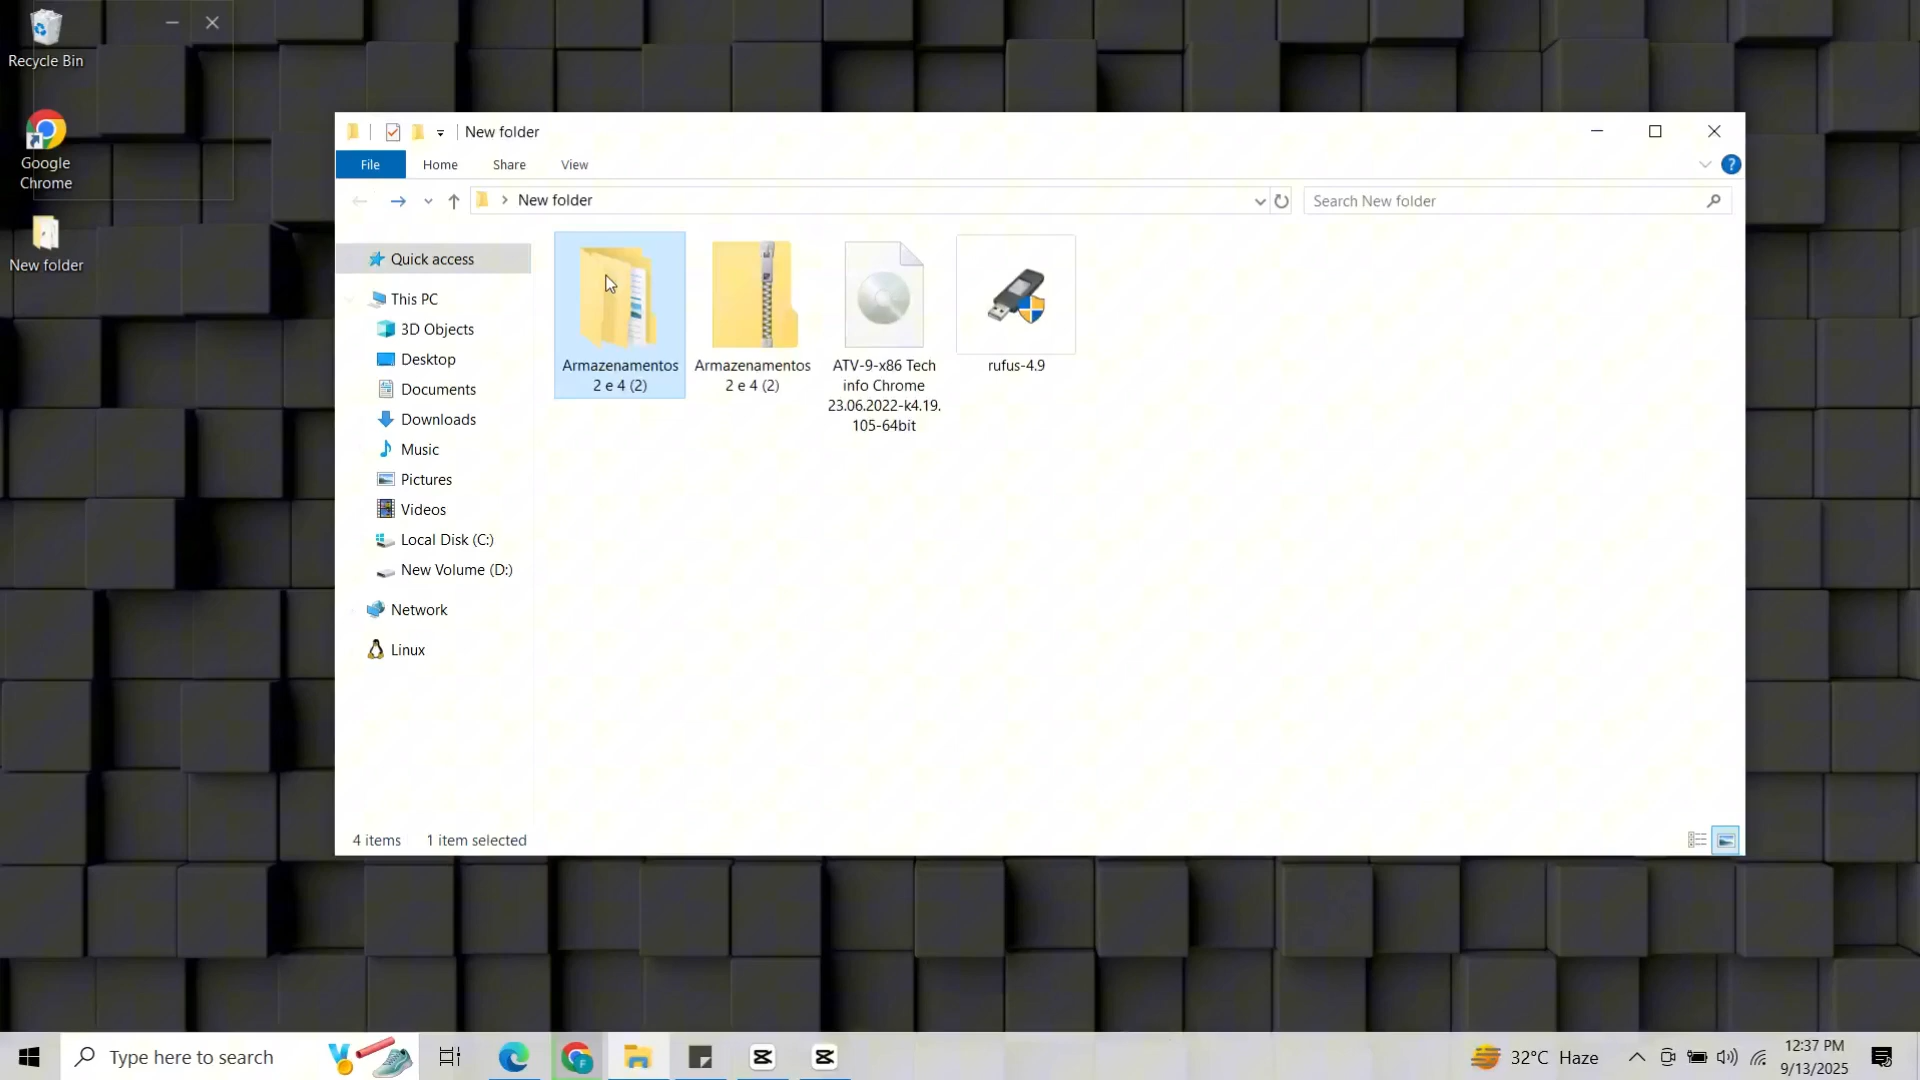 Recycle Bin
Google
Chrome
New folder
New folder
File
Home
Share
View
New folder
Search New folder
Quick access
This PC
3D Objects
Desktop
Documents
Downloads
Music
Pictures
Videos
Local Disk (C:)
New Volume (D:)
Network
Linux
Armazenamentos
2 e 4 (2)
Armazenamentos
2 e 4 (2)
ATV-9-x86 Tech
info Chrome
23.06.2022-k4.19.
105-64bit
rufus-4.9
4 items
1 item selected
Type here to search
32°C Haze
12:37 PM
9/13/2025